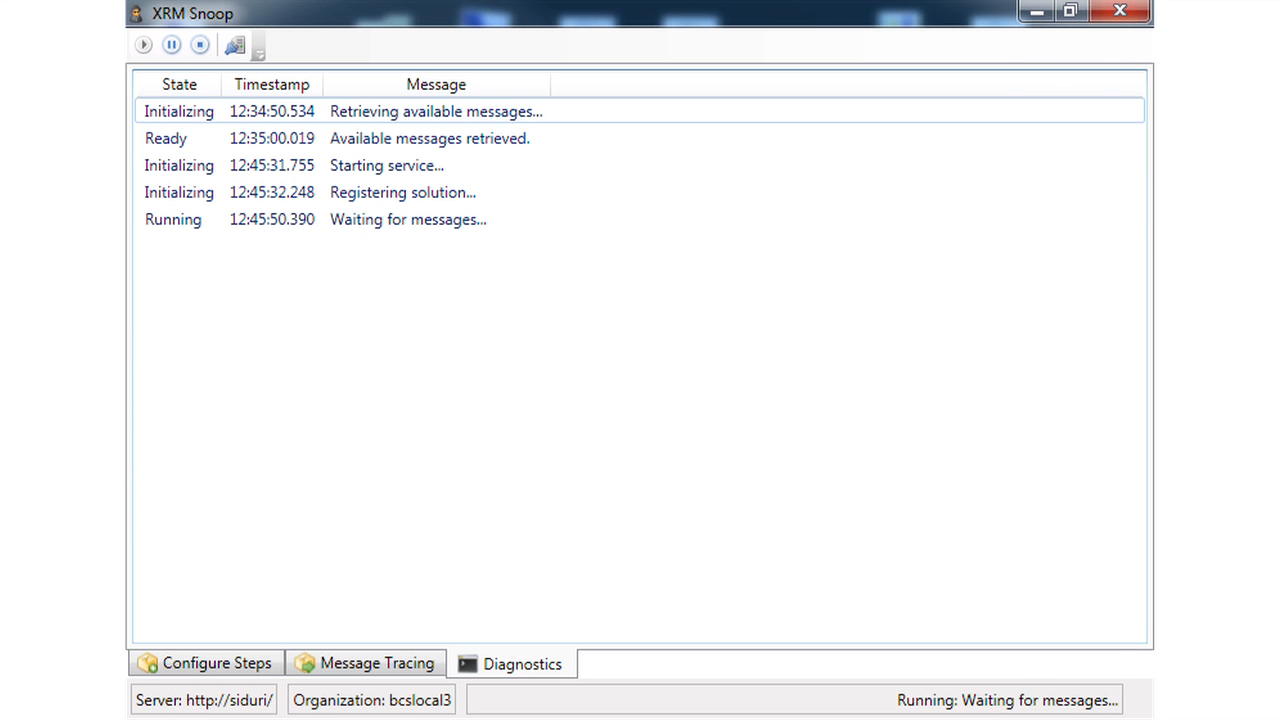 XRM Snoop
State Timestamp Message
Initializing 12:34:50.534 Retrieving available messages...
Ready 12:35:00.019 Available messages retrieved.
Initializing 12:45:31.755 Starting service...
Initializing 12:45:32.248 Registering solution...
Running 12:45:50.390 Waiting for messages...
Configure Steps Message Tracing Diagnostics
Server: http://siduri/ Organization: bcslocal3 Running: Waiting for messages...